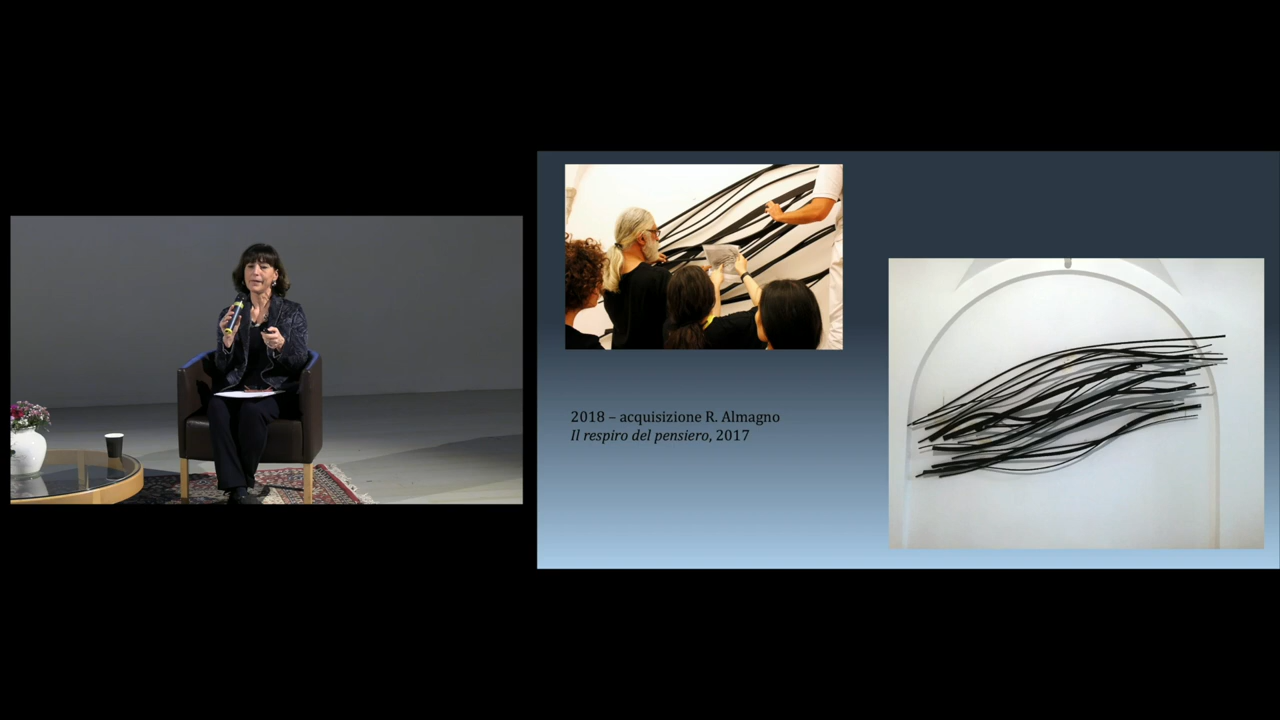 2018 – acquisizione R. Almagno
Il respiro del pensiero, 2017